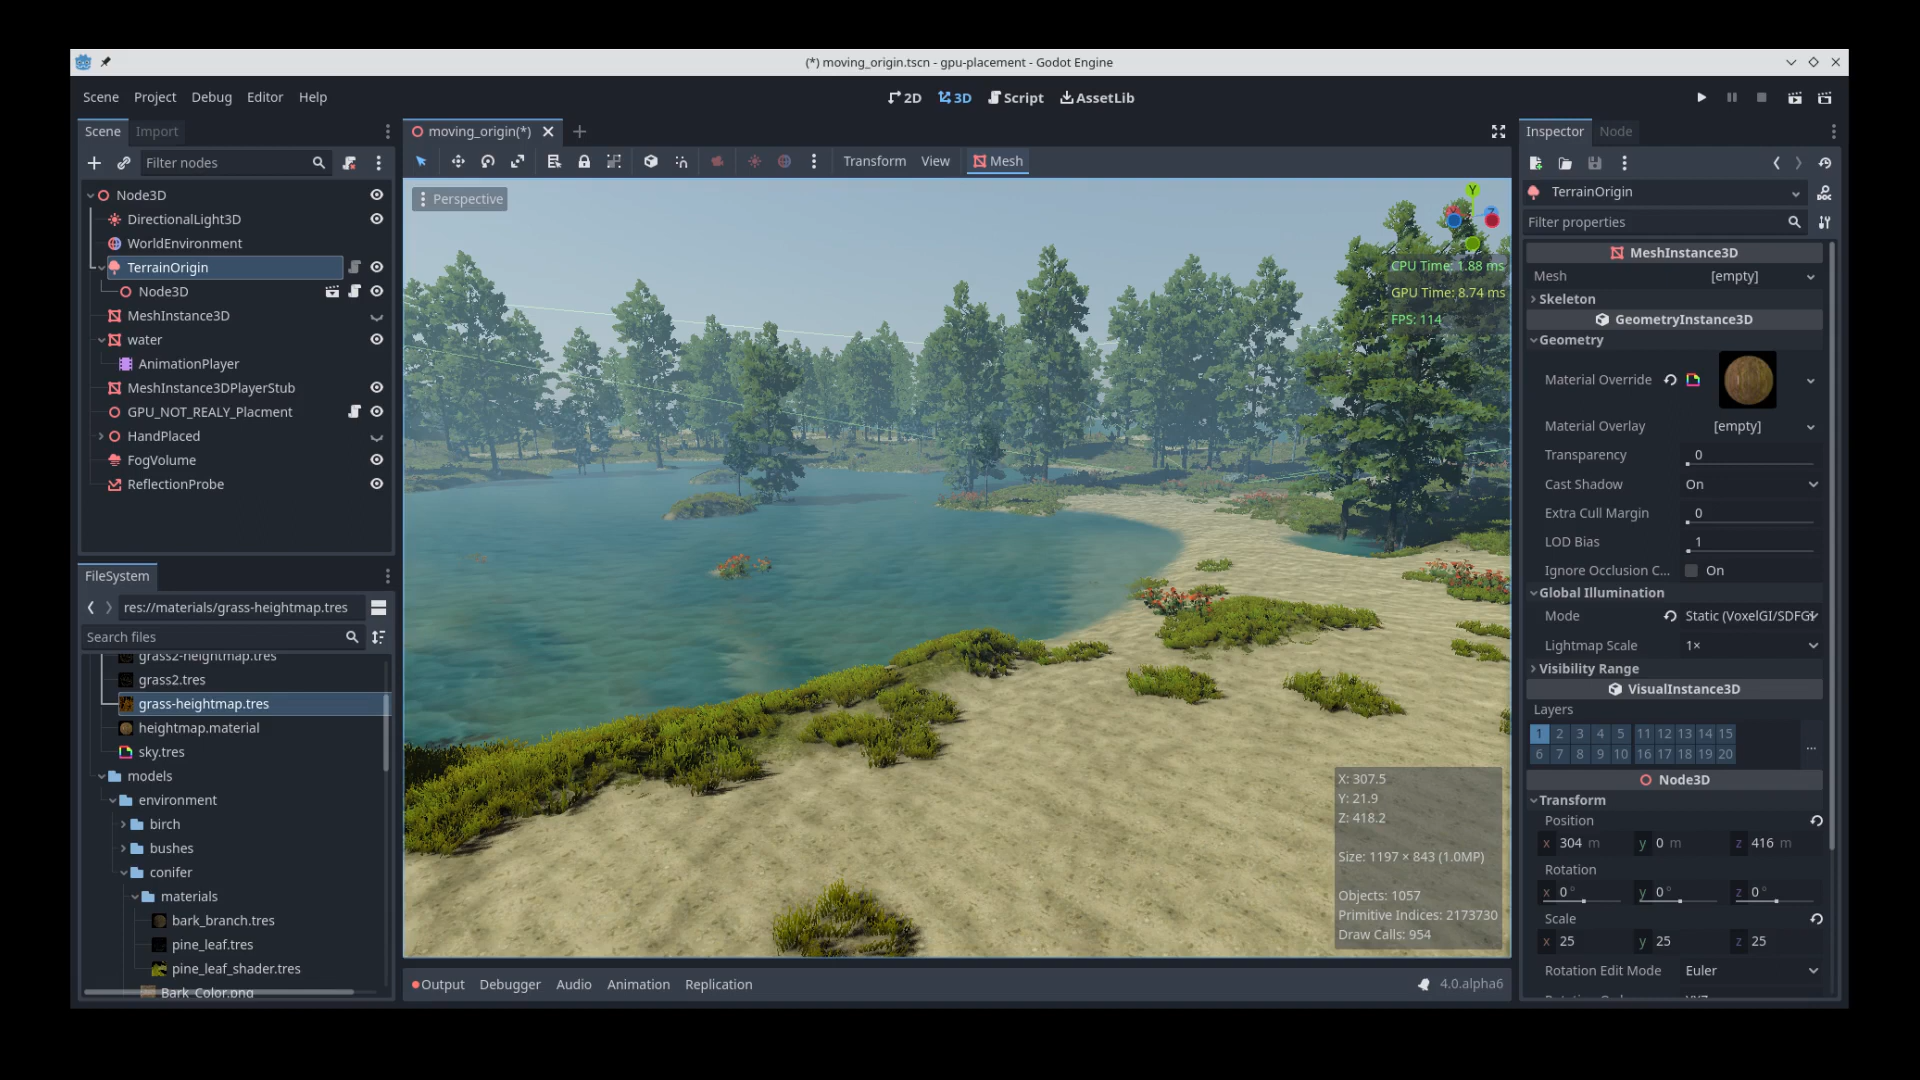 (*) moving_origin.tscn - gpu-placement - Godot Engine
Scene Project Debug Editor Help
2D 3D Script AssetLib
Scene Import
Filter nodes
Node3D
DirectionalLight3D
WorldEnvironment
TerrainOrigin
Node3D
MeshInstance3D
water
AnimationPlayer
MeshInstance3DPlayerStub
GPU_NOT_REALY_Placment
HandPlaced
FogVolume
ReflectionProbe
FileSystem
res://materials/grass-heightmap.tres
Search files
grass2-heightmap.tres
grass2.tres
grass-heightmap.tres
heightmap.material
sky.tres
models
environment
birch
bushes
conifer
materials
bark_branch.tres
pine_leaf.tres
pine_leaf_shader.tres
Bark_Color.png
moving_origin(*)
Transform View Mesh
Perspective
Y
Z
CPU Time: 1.88 ms
GPU Time: 8.74 ms
FPS: 114
X: 307.5
Y: 21.9
Z: 418.2
Size: 1197 × 843 (1.0MP)
Objects: 1057
Primitive Indices: 2173730
Draw Calls: 954
Output Debugger Audio Animation Replication
4.0.alpha6
Inspector Node
TerrainOrigin
DOC
Filter properties
MeshInstance3D
Mesh [empty]
Skeleton
GeometryInstance3D
Geometry
Material Override
Material Overlay [empty]
Transparency 0
Cast Shadow On
Extra Cull Margin 0
LOD Bias 1
Ignore Occlusion C... On
Global Illumination
Mode Static (VoxelGI/SDFGI
Lightmap Scale 1×
Visibility Range
VisualInstance3D
Layers
1 2 3 4 5 11 12 13 14 15
6 7 8 9 10 16 17 18 19 20
...
Node3D
Transform
Position
x 304 m y 0 m z 416 m
Rotation
x 0 ° y 0 ° z 0 °
Scale
x 25 y 25 z 25
Rotation Edit Mode Euler